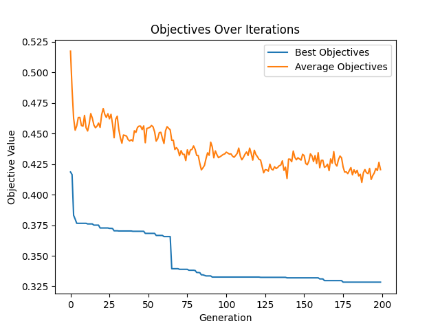 Objectives Over Iterations
Best Objectives
Average Objectives
Objective Value
0.525
0.500
0.475
0.450
0.425
0.400
0.375
0.350
0.325
0 25 50 75 100 125 150 175 200
Generation